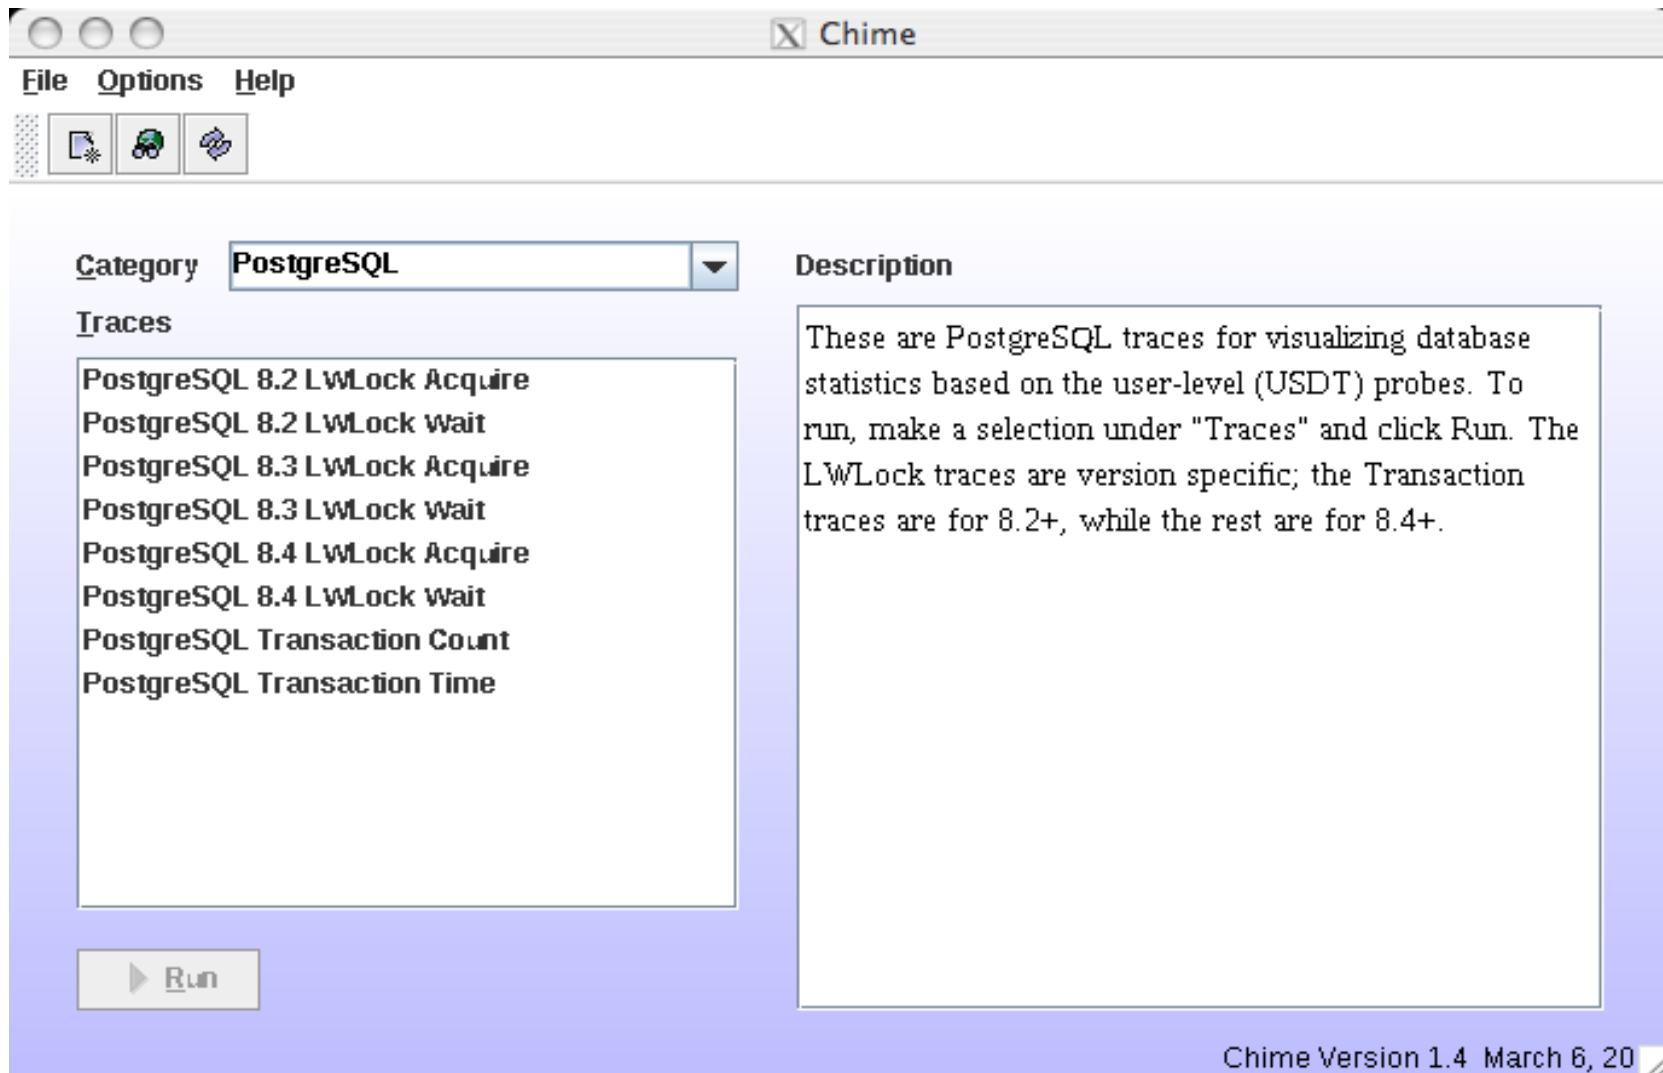 Chime
File Options Help
Category PostgreSQL
Traces
PostgreSQL 8.2 LWLock Acquire
PostgreSQL 8.2 LWLock Wait
PostgreSQL 8.3 LWLock Acquire
PostgreSQL 8.3 LWLock Wait
PostgreSQL 8.4 LWLock Acquire
PostgreSQL 8.4 LWLock Wait
PostgreSQL Transaction Count
PostgreSQL Transaction Time
Run
Description
These are PostgreSQL traces for visualizing database
statistics based on the user-level (USDT) probes. To
run, make a selection under "Traces" and click Run. The
LWLock traces are version specific; the Transaction
traces are for 8.2+, while the rest are for 8.4+.
Chime Version 1.4 March 6, 20